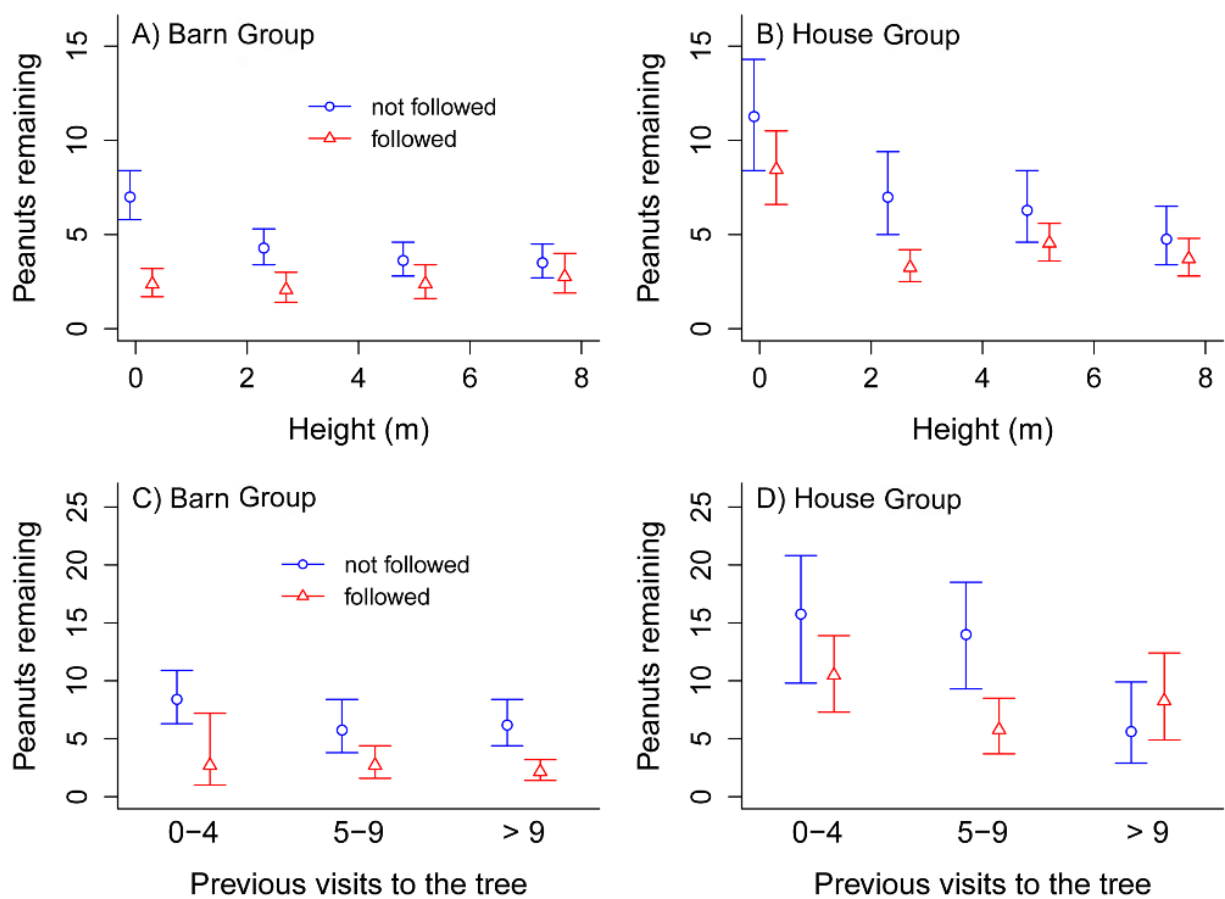 A) Barn Group
not followed
followed
Peanuts remaining
15
10
5
0
0 2 4 6 8
Height (m)
B) House Group
Peanuts remaining
15
10
5
0
0 2 4 6 8
Height (m)
C) Barn Group
not followed
followed
Peanuts remaining
25
20
15
10
5
0
0−4 5−9 > 9
Previous visits to the tree
D) House Group
Peanuts remaining
25
20
15
10
5
0
0−4 5−9 > 9
Previous visits to the tree